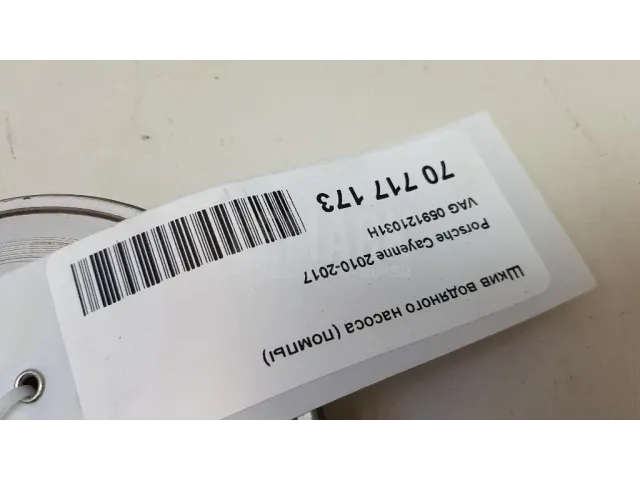 Шкив водяного насоса (помпы)
Porsche Cayenne 2010-2017
VAG 059121031H
70 717 173